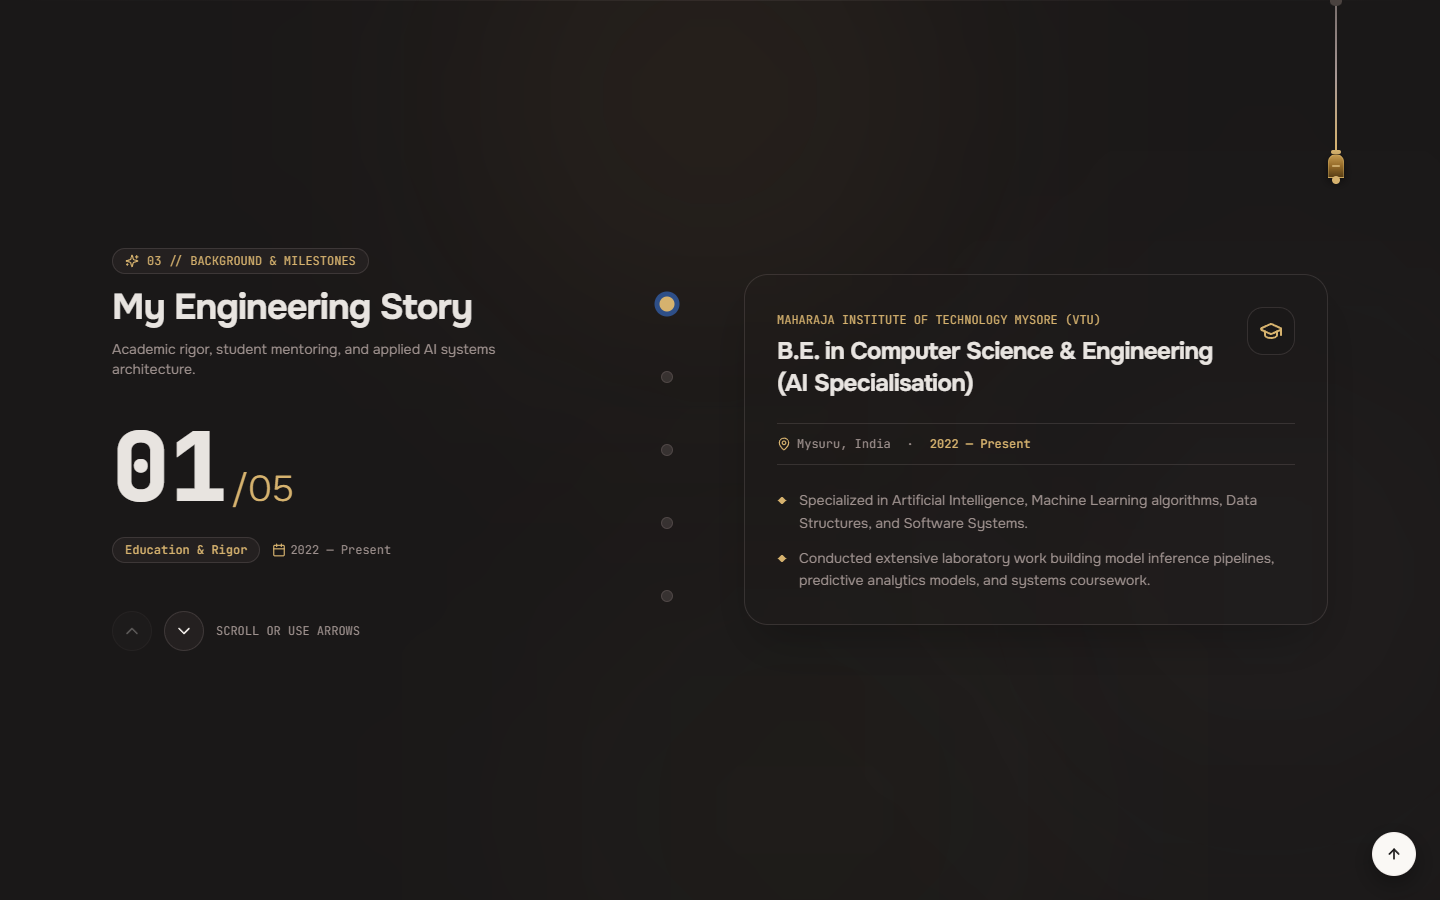 03 // BACKGROUND & MILESTONES
My Engineering Story
Academic rigor, student mentoring, and applied AI systems
architecture.
01 /05
Education & Rigor 2022 — Present
SCROLL OR USE ARROWS
MAHARAJA INSTITUTE OF TECHNOLOGY MYSORE (VTU)
B.E. in Computer Science & Engineering
(AI Specialisation)
Mysuru, India · 2022 — Present
Specialized in Artificial Intelligence, Machine Learning algorithms, Data
Structures, and Software Systems.
Conducted extensive laboratory work building model inference pipelines,
predictive analytics models, and systems coursework.